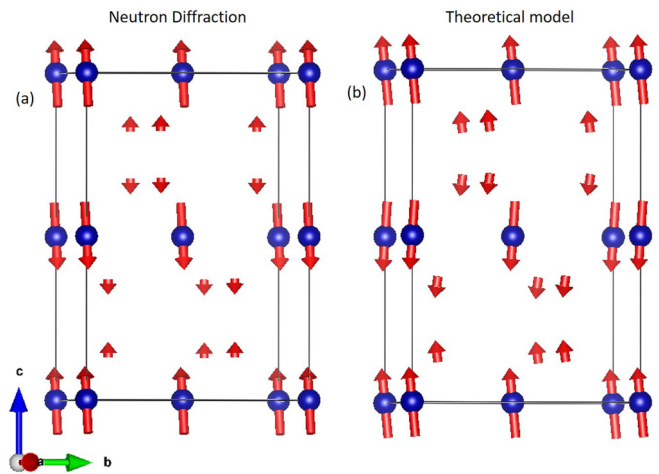 Neutron Diffraction
Theoretical model
(a)
(b)
c
a
b